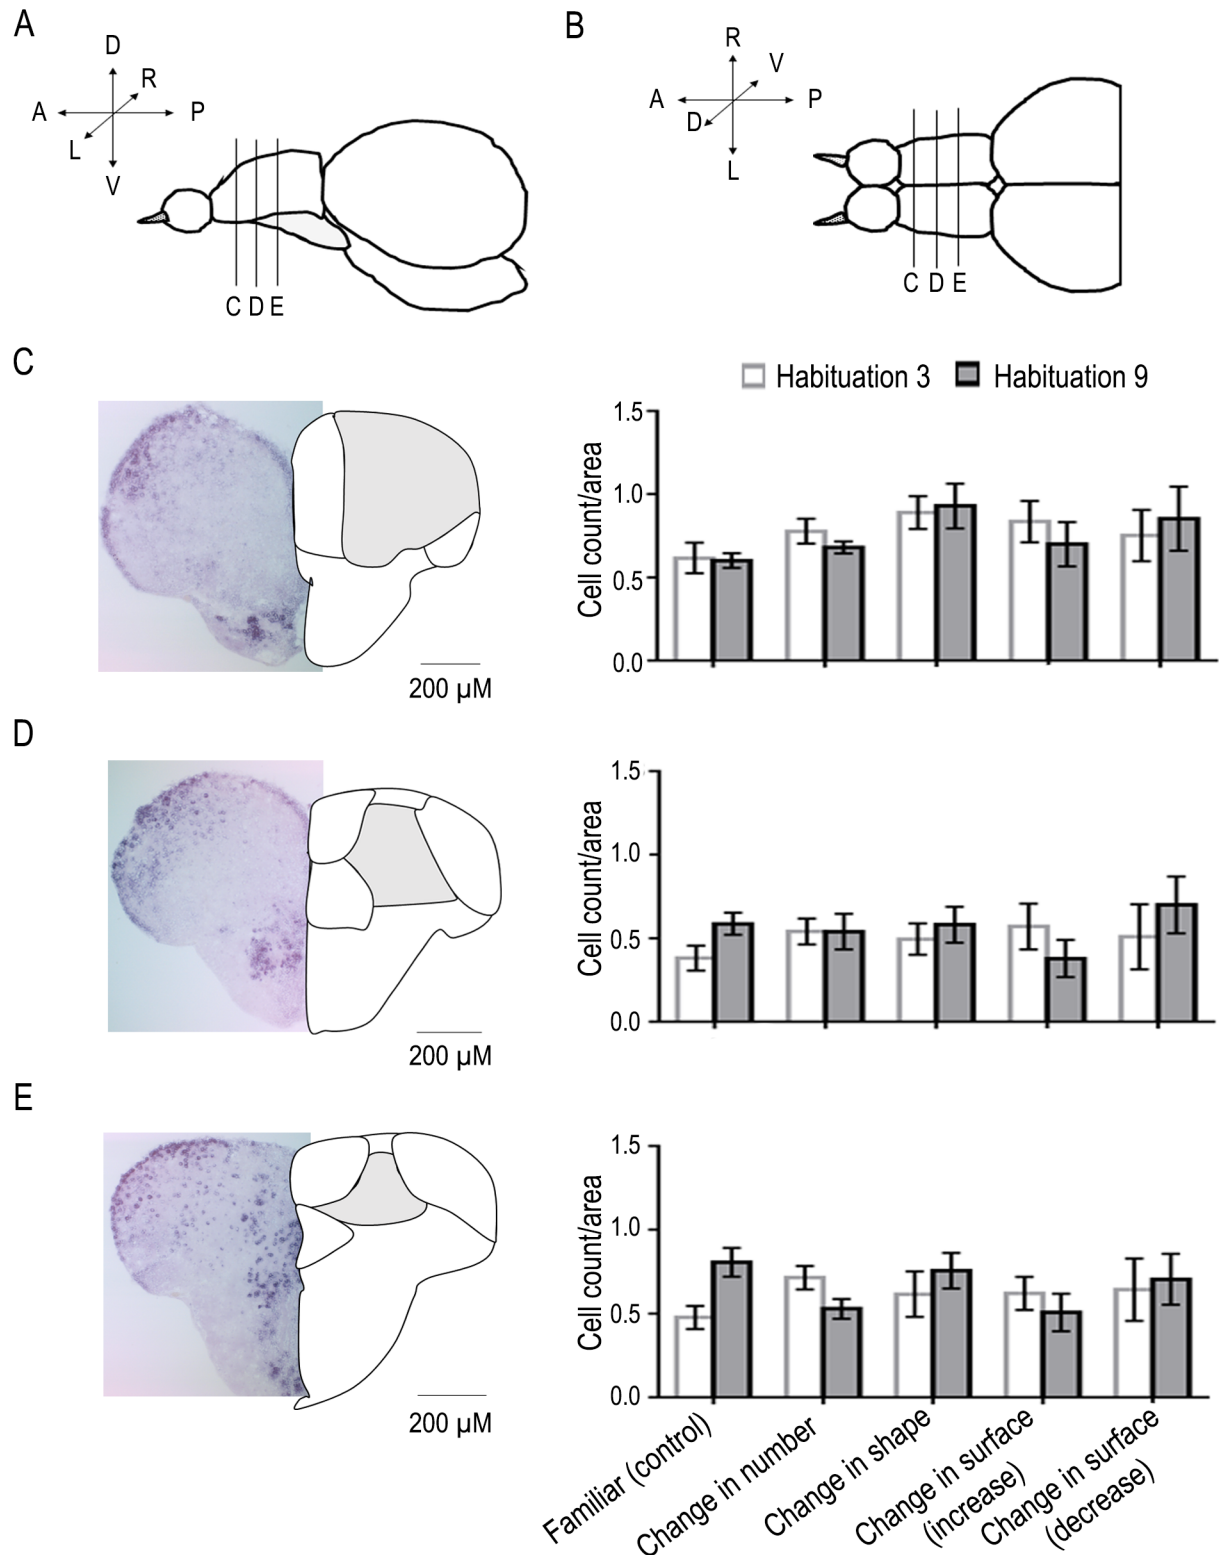 A
D
R
A
P
L
V
C D E
B
R
V
A
P
D
L
C D E
C
200 µM
Habituation 3
Habituation 9
Cell count/area
1.5
1.0
0.5
0.0
D
200 µM
Cell count/area
1.5
1.0
0.5
0.0
E
200 µM
Cell count/area
1.5
1.0
0.5
0.0
Familiar (control)
Change in number
Change in shape
Change in surface
(increase)
Change in surface
(decrease)